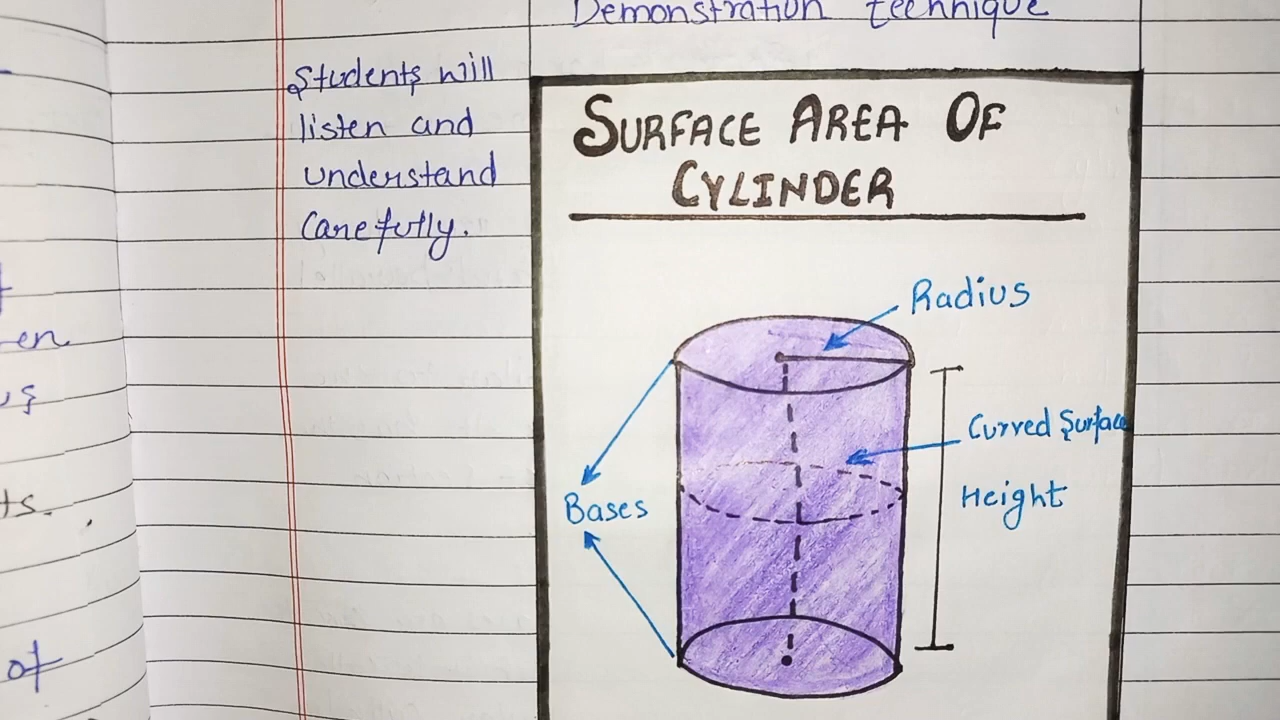 Demonstration technique
Students will
listen and
understand
Carefully.
SURFACE AREA OF
CYLINDER
Radius
Curved Surface
Height
Bases
en
ts.
of